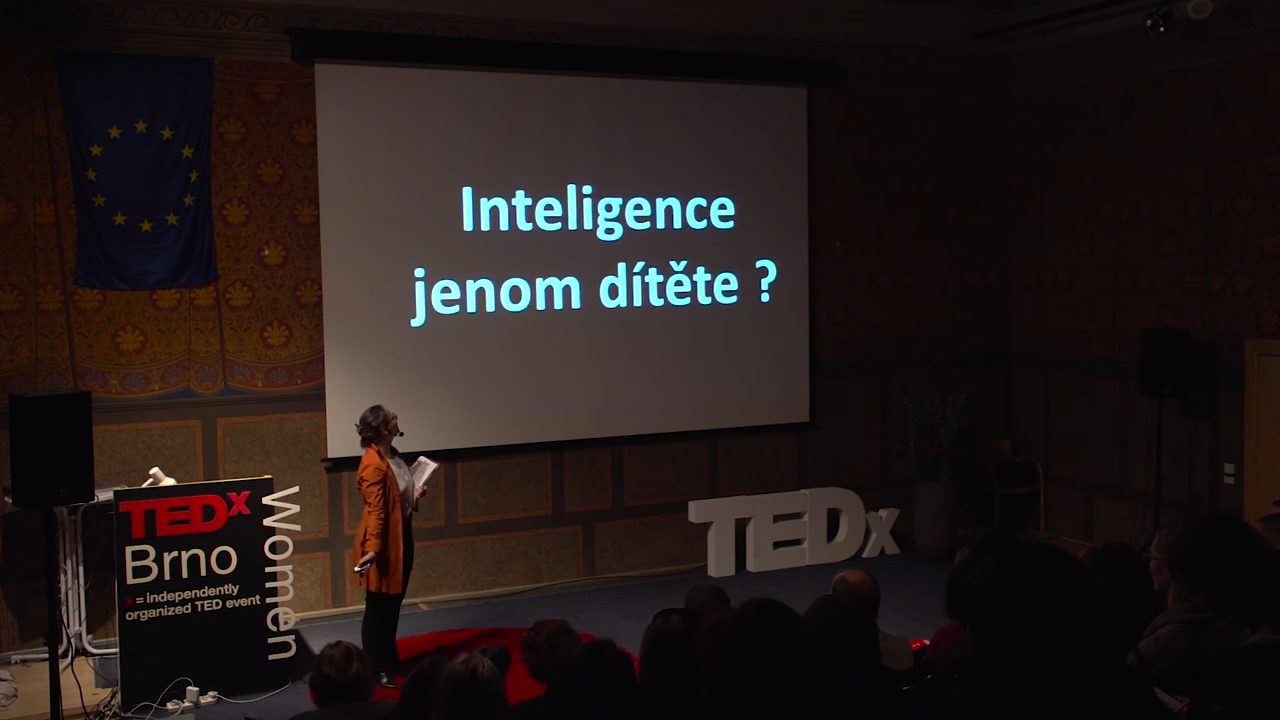 Inteligence
jenom dítěte ?
TEDx
Brno
x = independently
organized TED event
Women
TEDx